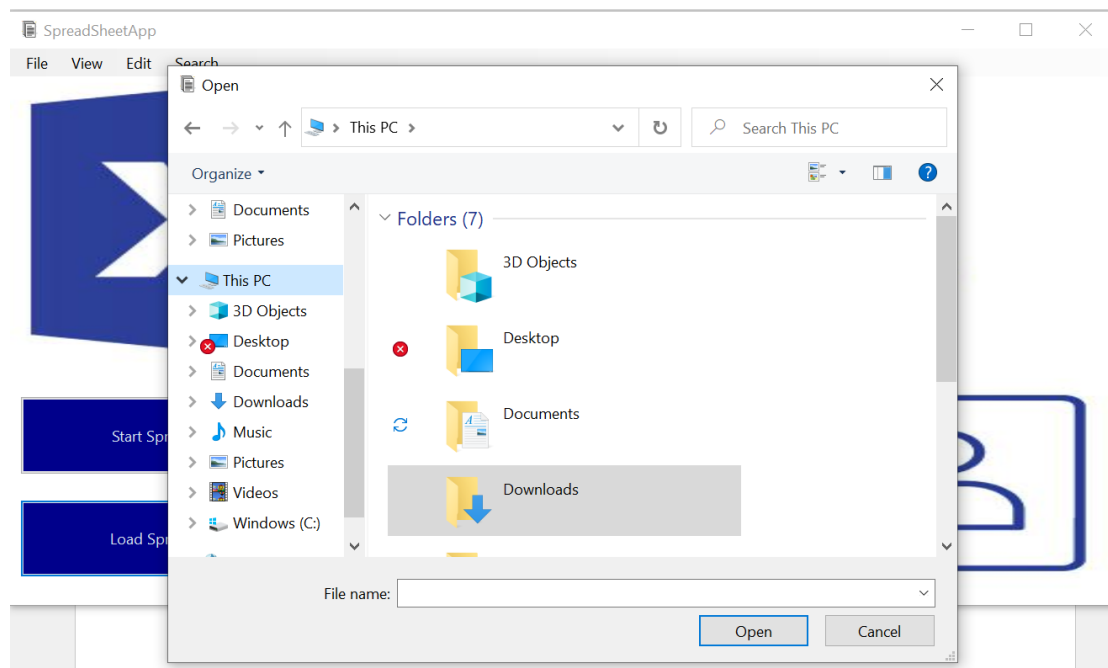 SpreadSheetApp
File View Edit Search
Open
This PC
Search This PC
Organize
Documents
Pictures
This PC
3D Objects
Desktop
Documents
Downloads
Music
Pictures
Videos
Windows (C:)
Folders (7)
3D Objects
Desktop
Documents
Downloads
Start Spr
Load Spr
File name:
Open Cancel